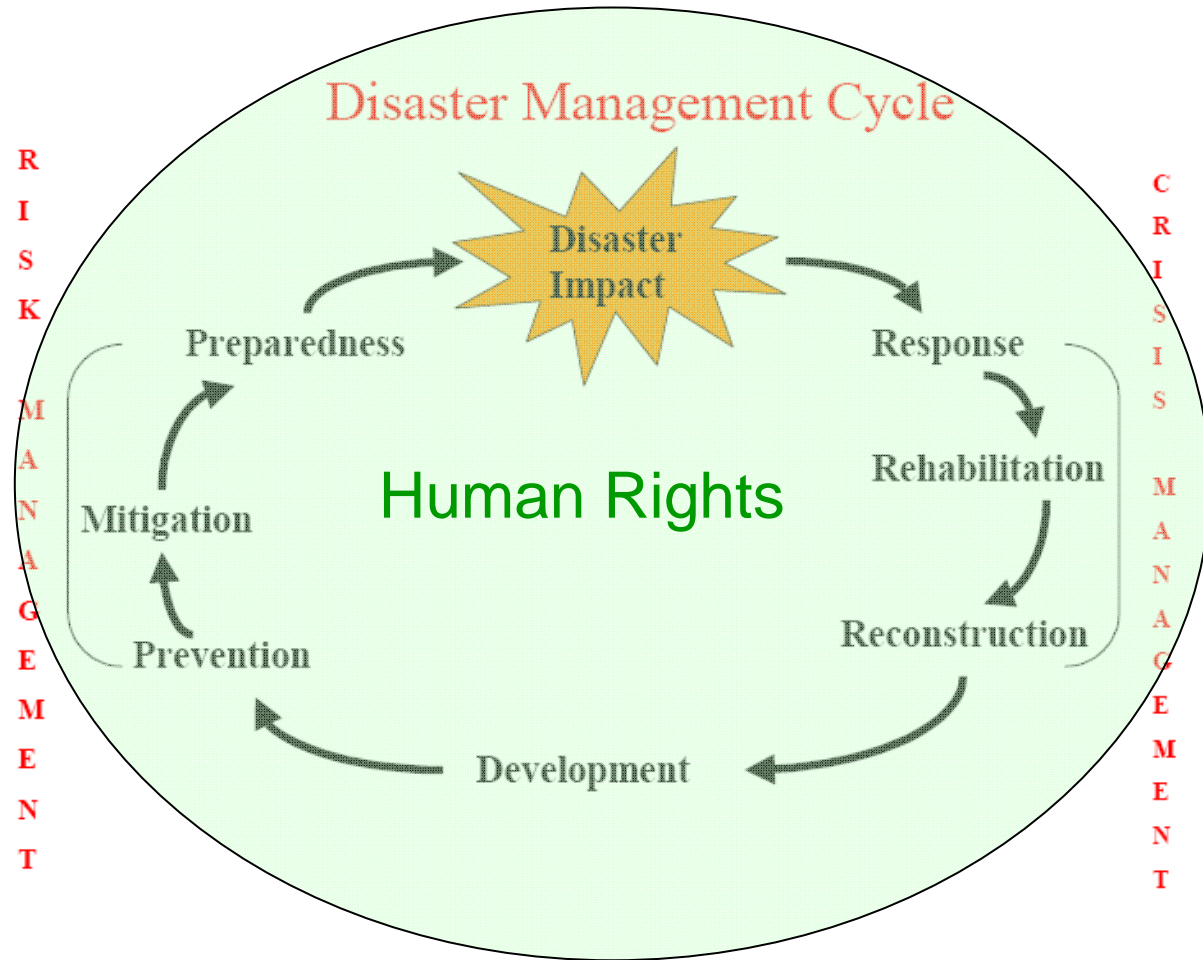 Disaster Management Cycle
RISK MANAGEMENT
CRISIS MANAGEMENT
Disaster
Impact
Preparedness
Response
Mitigation
Human Rights
Rehabilitation
Prevention
Reconstruction
Development